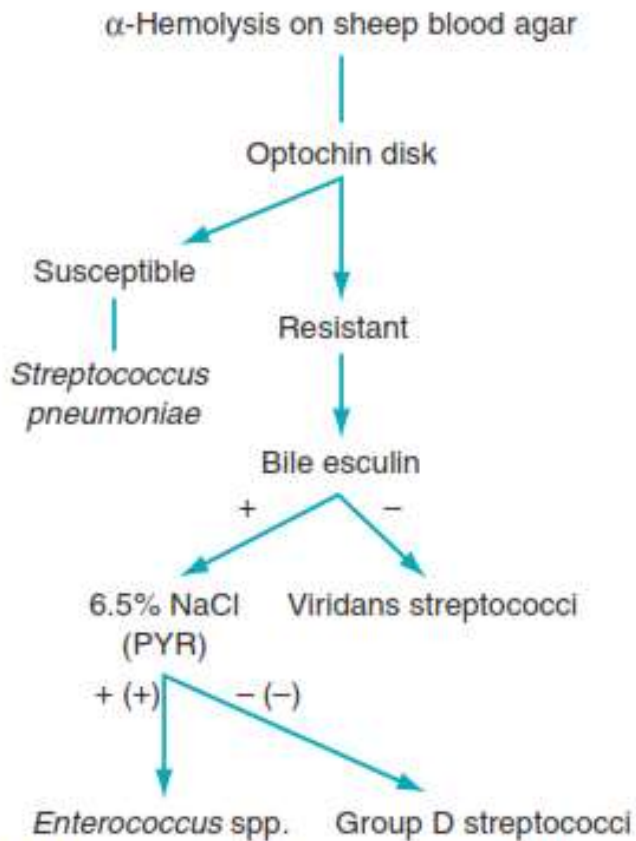 α-Hemolysis on sheep blood agar
Optochin disk
Susceptible
Resistant
Streptococcus
pneumoniae
Bile esculin
+ −
6.5% NaCl Viridans streptococci
(PYR)
+ (+) − (−)
Enterococcus spp. Group D streptococci